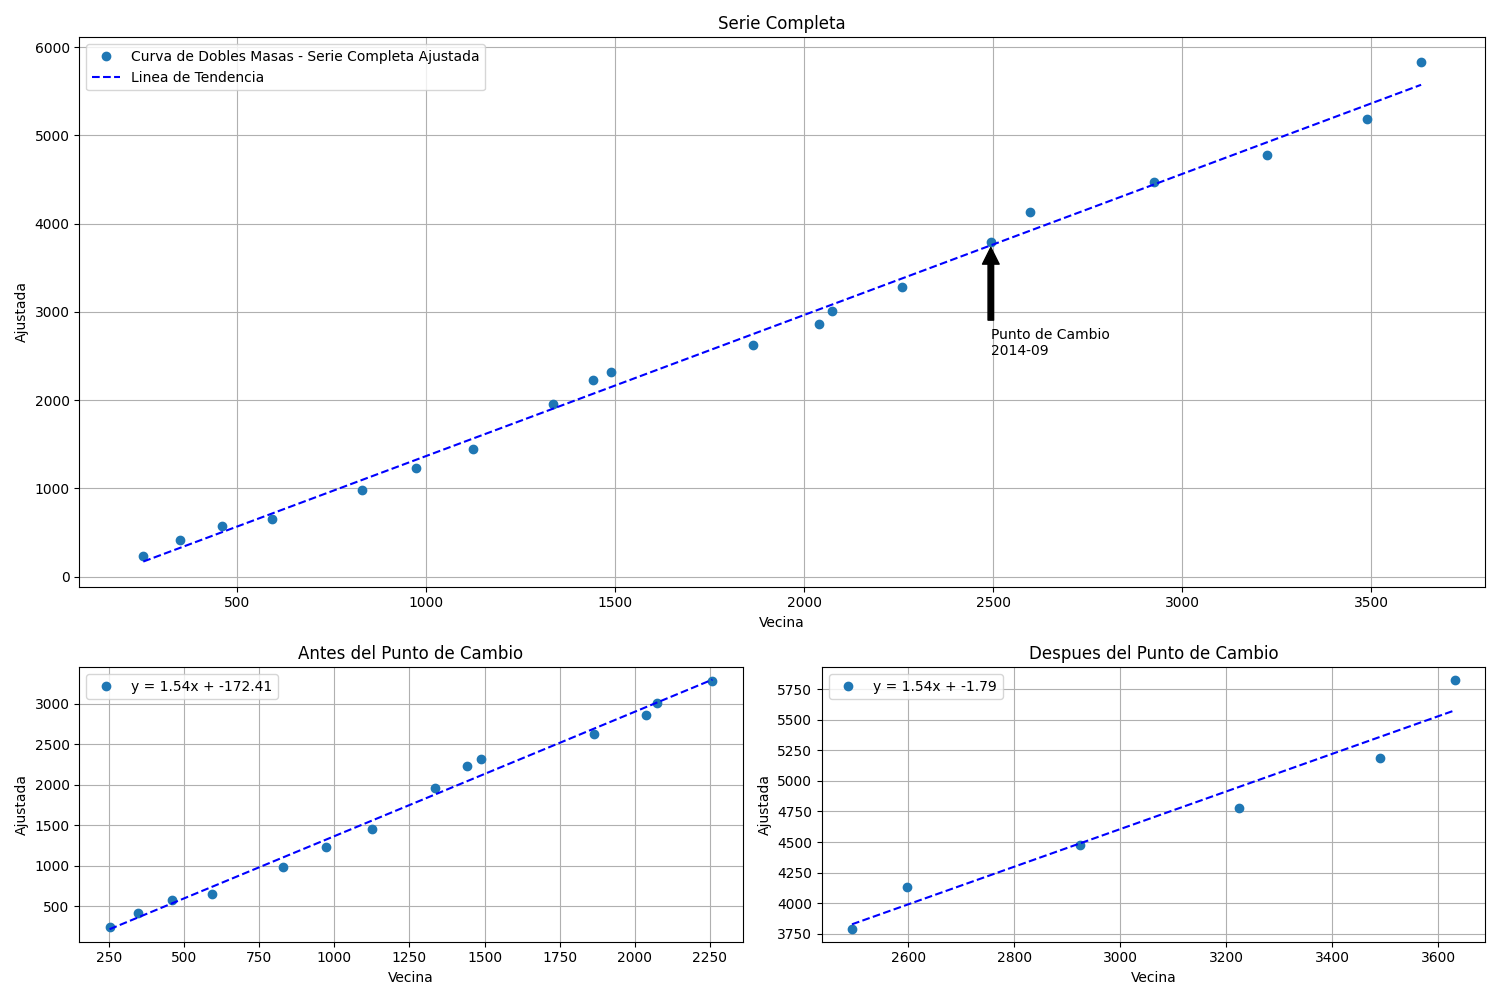 Serie Completa
Curva de Dobles Masas - Serie Completa Ajustada
Linea de Tendencia
6000
5000
4000
3000
2000
1000
0
Ajustada
Punto de Cambio
2014-09
500 1000 1500 2000 2500 3000 3500
Vecina
Antes del Punto de Cambio
y = 1.54x + -172.41
3000
2500
2000
1500
1000
500
Ajustada
250 500 750 1000 1250 1500 1750 2000 2250
Vecina
Despues del Punto de Cambio
y = 1.54x + -1.79
5750
5500
5250
5000
4750
4500
4250
4000
3750
Ajustada
2600 2800 3000 3200 3400 3600
Vecina